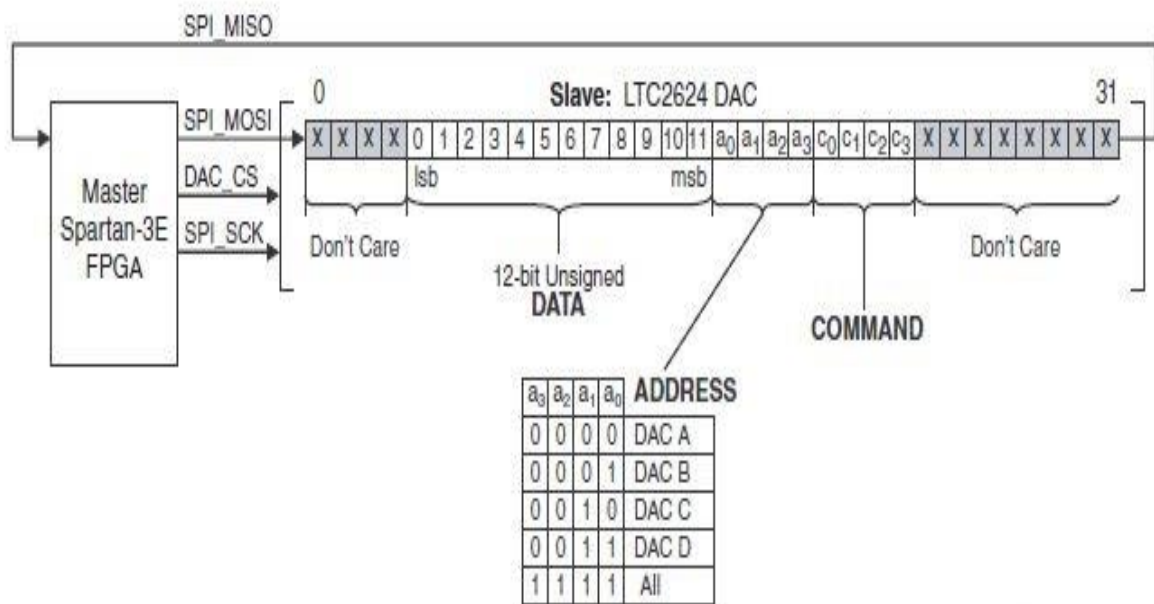 SPI_MISO
0 Slave: LTC2624 DAC 31
SPI_MOSI
X X X X 0 1 2 3 4 5 6 7 8 9 10 11 a0 a1 a2 a3 c0 c1 c2 c3 X X X X X X X X
DAC_CS
lsb msb
Master
Spartan-3E
FPGA
SPI_SCK
Don't Care
Don't Care
12-bit Unsigned
DATA
COMMAND
a3 a2 a1 a0 ADDRESS
0 0 0 0 DAC A
0 0 0 1 DAC B
0 0 1 0 DAC C
0 0 1 1 DAC D
1 1 1 1 All